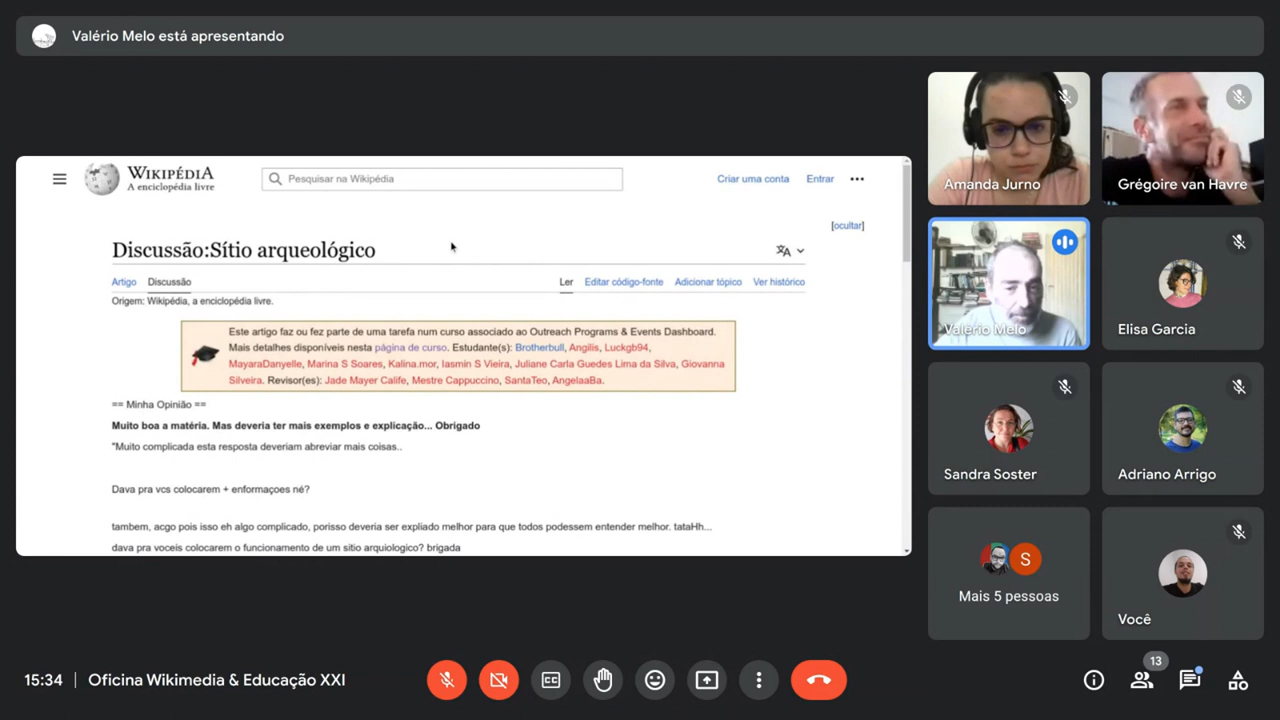 Valério Melo está apresentando
WIKIPÉDIA
A enciclopédia livre
Pesquisar na Wikipédia
Criar uma conta
Entrar
[ocultar]
Discussão:Sítio arqueológico
Artigo
Discussão
Ler
Editar código-fonte
Adicionar tópico
Ver histórico
Origem: Wikipédia, a enciclopédia livre.
Este artigo faz ou fez parte de uma tarefa num curso associado ao Outreach Programs & Events Dashboard.
Mais detalhes disponíveis nesta página de curso. Estudante(s): Brotherbull, Angilis, Luckgb94,
MayaraDanyelle, Marina S Soares, Kalina.mor, Iasmin S Vieira, Juliane Carla Guedes Lima da Silva, Giovanna
Silveira. Revisor(es): Jade Mayer Calife, Mestre Cappuccino, SantaTeo, AngelaaBa.
== Minha Opinião ==
Muito boa a matéria. Mas deveria ter mais exemplos e explicação... Obrigado
"Muito complicada esta resposta deveriam abreviar mais coisas..
Dava pra vcs colocarem + enformaçoes né?
tambem, acgo pois isso eh algo complicado, porisso deveria ser expliado melhor para que todos podessem entender melhor. tataHh...
dava pra voceis colocarem o funcionamento de um sitio arquiologico? brigada
Amanda Jurno
Grégoire van Havre
Valério Melo
Elisa Garcia
Sandra Soster
Adriano Arrigo
S
Mais 5 pessoas
Você
15:34 | Oficina Wikimedia & Educação XXI
CC
13